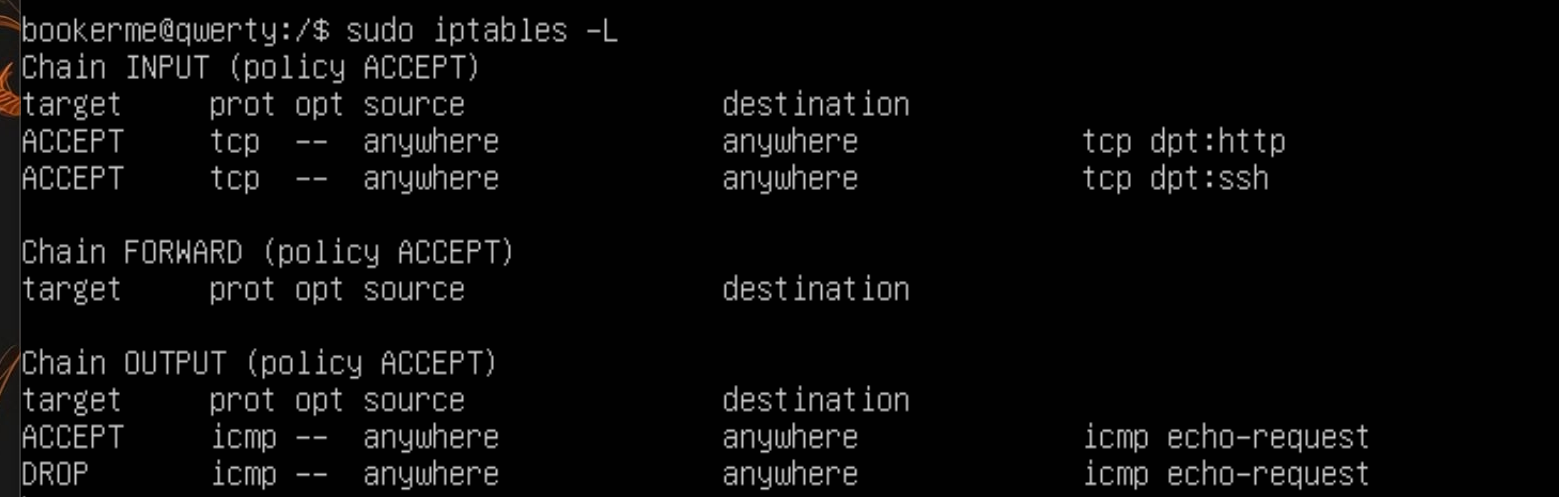 bookerme@qwerty:/$ sudo iptables -L
Chain INPUT (policy ACCEPT)
target     prot opt source               destination
ACCEPT     tcp  --  anywhere             anywhere             tcp dpt:http
ACCEPT     tcp  --  anywhere             anywhere             tcp dpt:ssh

Chain FORWARD (policy ACCEPT)
target     prot opt source               destination

Chain OUTPUT (policy ACCEPT)
target     prot opt source               destination
ACCEPT     icmp --  anywhere             anywhere             icmp echo-request
DROP       icmp --  anywhere             anywhere             icmp echo-request